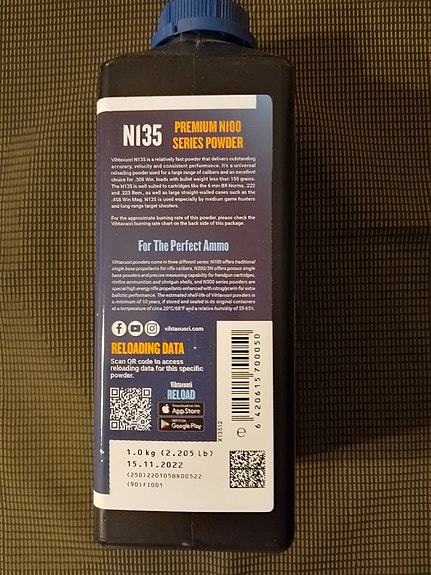 N135
PREMIUM N100
SERIES POWDER
Vihtavuori N135 is a relatively fast powder that delivers outstanding
accuracy, velocity and consistent performance. It's a universal
reloading powder used for a large range of calibers and an excellent
choice for .308 Win. loads with bullet weight less than 155 grains.
The N135 is well suited to cartridges like the 6 mm BR Norma, .222
and .223 Rem., as well as large straight-walled cases such as the
.458 Win Mag. N135 is used especially by medium game hunters
and long-range target shooters.
For the approximate burning rate of this powder, please check the
Vihtavuori burning rate chart on the back side of this package.
For The Perfect Ammo
Vihtavuori powders come in three different series: N100 offers traditional
single base propellants for rifle calibers, N300/3N offers porous single
base powders and precise measuring capability for handgun cartridges,
rimfire ammunition and shotgun shells, and N500 series powders are
special high energy rifle propellants enhanced with nitroglycerin for extra
ballistic performance. The estimated shelf-life of Vihtavuori powders is
a minimum of 10 years, if stored and sealed in its original containers
at a temperature of circa 20°C/68°F and a relative humidity of 55-65%.
vihtavuori.com
RELOADING DATA
Scan QR code to access
reloading data for this specific
powder.
Vihtavuori
RELOAD
Download on the
App Store
GET IT ON
Google Play
X13512
e
6 420615 700050
1.0kg (2.205 Lb)
15.11.2022
(250)220105BR00522
(90)FI001